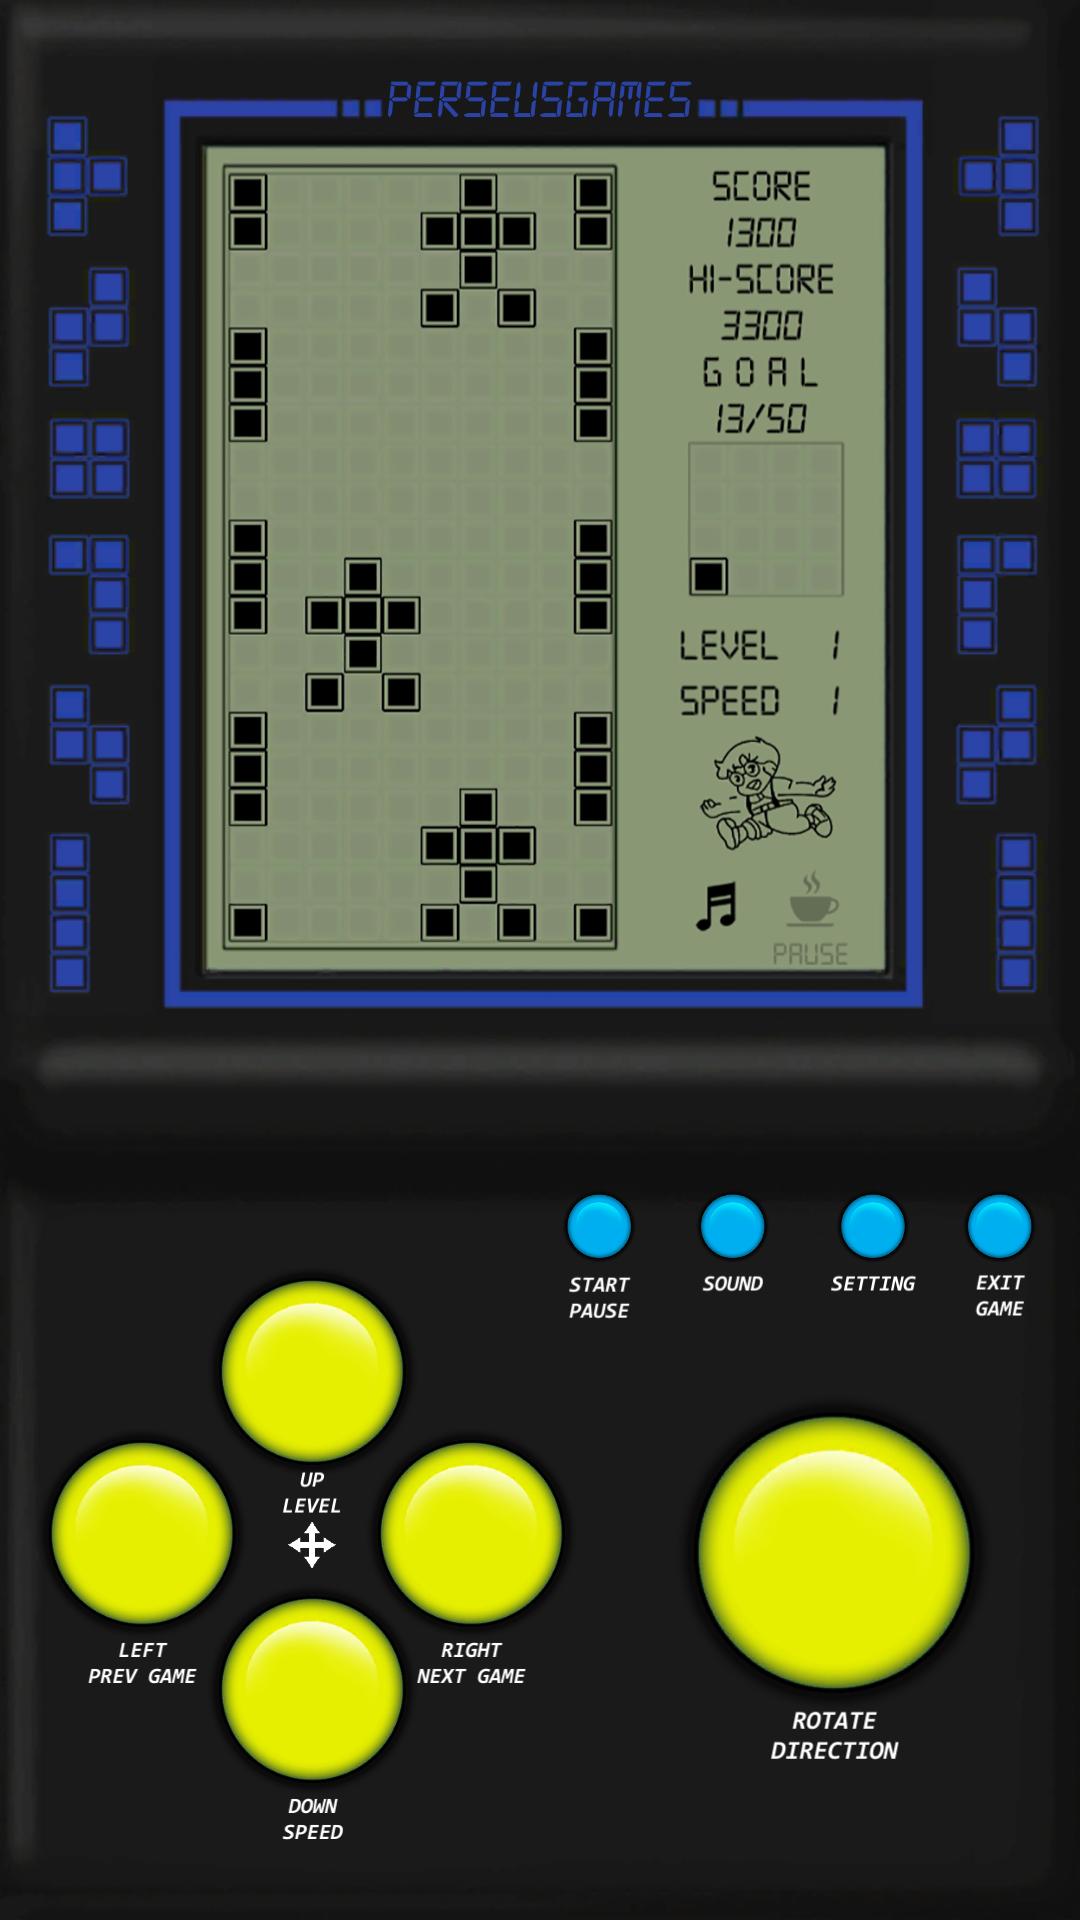 PERSEUSGAMES
SCORE
1300
HI-SCORE
3300
GOAL
13/50
LEVEL 1
SPEED 1
PAUSE
START
PAUSE
SOUND
SETTING
EXIT
GAME
UP
LEVEL
LEFT
PREV GAME
RIGHT
NEXT GAME
DOWN
SPEED
ROTATE
DIRECTION